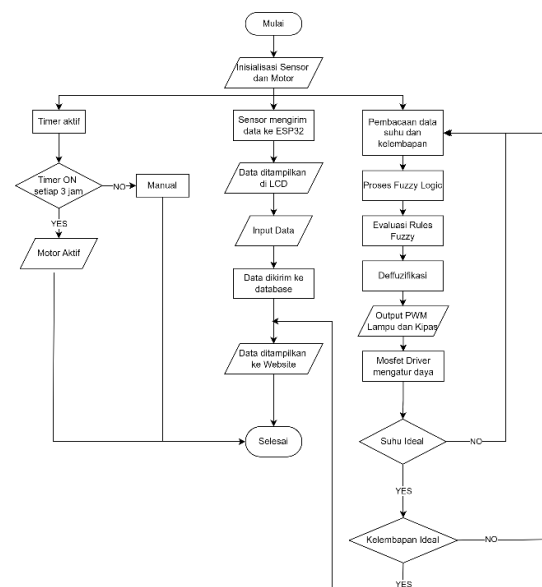 Mulai
Inisialisasi Sensor
dan Motor
Timer aktif
Timer ON
setiap 3 jam
NO
Manual
YES
Motor Aktif
Sensor mengirim
data ke ESP32
Data ditampilkan
di LCD
Input Data
Data dikirim ke
database
Data ditampilkan
ke Website
Selesai
Pembacaan data
suhu dan
kelembapan
Proses Fuzzy Logic
Evaluasi Rules
Fuzzy
Deffuzifikasi
Output PWM
Lampu dan Kipas
Mosfet Driver
mengatur daya
Suhu Ideal
NO
YES
Kelembapan Ideal
NO
YES